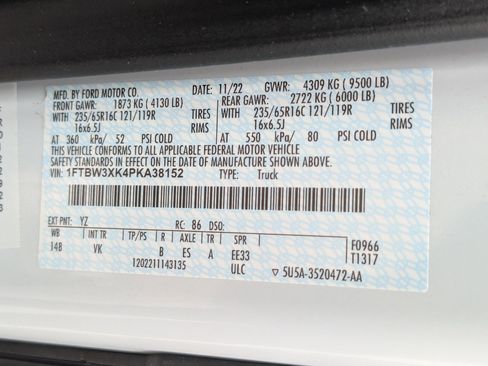 MFD. BY FORD MOTOR CO.
DATE: 11/22 GVWR: 4309 KG ( 9500 LB)
FRONT GAWR: 1873 KG ( 4130 LB) REAR GAWR: 2722 KG ( 6000 LB)
WITH 235/65R16C 121/119R TIRES WITH 235/65R16C 121/119R TIRES
16x6.5J RIMS 16x6.5J RIMS
AT 360 kPa/ 52 PSI COLD AT 550 kPa/ 80 PSI COLD
THIS VEHICLE CONFORMS TO ALL APPLICABLE FEDERAL MOTOR VEHICLE
SAFETY STANDARDS IN EFFECT ON THE DATE OF MANUFACTURE SHOWN ABOVE.
VIN: 1FTBW3XK4PKA38152 TYPE: Truck
EXT PNT: YZ RC: 86 DSO:
WB INT TR TP/PS R AXLE TR SPR F0966
148 VK B ES A EE33 T1317
1202211143135 ULC 5U5A-3520472-AA